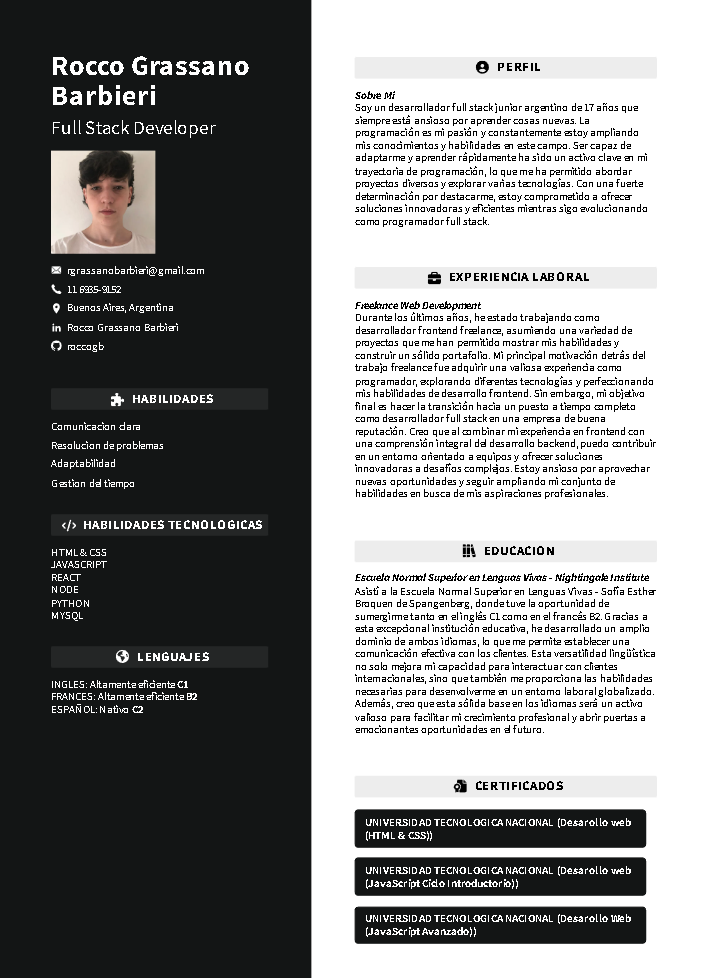 Rocco Grassano
Barbieri
Full Stack Developer
rgrassanobarbieri@gmail.com
11 6935-9152
Buenos Aires, Argentina
Rocco Grassano Barbieri
roccogb
HABILIDADES
Comunicacion clara
Resolucion de problemas
Adaptabilidad
Gestion del tiempo
HABILIDADES TECNOLOGICAS
HTML & CSS
JAVASCRIPT
REACT
NODE
PYTHON
MYSQL
LENGUAJES
INGLES: Altamente eficiente C1
FRANCES: Altamente eficiente B2
ESPAÑOL: Nativo C2
PERFIL
Sobre Mi
Soy un desarrollador full stack junior argentino de 17 años que
siempre está ansioso por aprender cosas nuevas. La
programación es mi pasión y constantemente estoy ampliando
mis conocimientos y habilidades en este campo. Ser capaz de
adaptarme y aprender rápidamente ha sido un activo clave en mi
trayectoria de programación, lo que me ha permitido abordar
proyectos diversos y explorar varias tecnologías. Con una fuerte
determinación por destacarme, estoy comprometido a ofrecer
soluciones innovadoras y eficientes mientras sigo evolucionando
como programador full stack.
EXPERIENCIA LABORAL
Freelance Web Development
Durante los últimos años, he estado trabajando como
desarrollador frontend freelance, asumiendo una variedad de
proyectos que me han permitido mostrar mis habilidades y
construir un sólido portafolio. Mi principal motivación detrás del
trabajo freelance fue adquirir una valiosa experiencia como
programador, explorando diferentes tecnologías y perfeccionando
mis habilidades de desarrollo frontend. Sin embargo, mi objetivo
final es hacer la transición hacia un puesto a tiempo completo
como desarrollador full stack en una empresa de buena
reputación. Creo que al combinar mi experiencia en frontend con
una comprensión integral del desarrollo backend, puedo contribuir
en un entorno orientado a equipos y ofrecer soluciones
innovadoras a desafíos complejos. Estoy ansioso por aprovechar
nuevas oportunidades y seguir ampliando mi conjunto de
habilidades en busca de mis aspiraciones profesionales.
EDUCACION
Escuela Normal Superior en Lenguas Vivas - Nightingale Institute
Asistí a la Escuela Normal Superior en Lenguas Vivas - Sofia Esther
Broquen de Spangenberg, donde tuve la oportunidad de
sumergirme tanto en el inglés C1 como en el francés B2. Gracias a
esta excepcional institución educativa, he desarrollado un amplio
dominio de ambos idiomas, lo que me permite establecer una
comunicación efectiva con los clientes. Esta versatilidad lingüística
no solo mejora mi capacidad para interactuar con clientes
internacionales, sino que también me proporciona las habilidades
necesarias para desenvolverme en un entorno laboral globalizado.
Además, creo que esta sólida base en los idiomas será un activo
valioso para facilitar mi crecimiento profesional y abrir puertas a
emocionantes oportunidades en el futuro.
CERTIFICADOS
UNIVERSIDAD TECNOLOGICA NACIONAL (Desarollo web
(HTML & CSS))
UNIVERSIDAD TECNOLOGICA NACIONAL (Desarollo web
(JavaScript Ciclo Introductorio))
UNIVERSIDAD TECNOLOGICA NACIONAL (Desarollo Web
(JavaScript Avanzado))